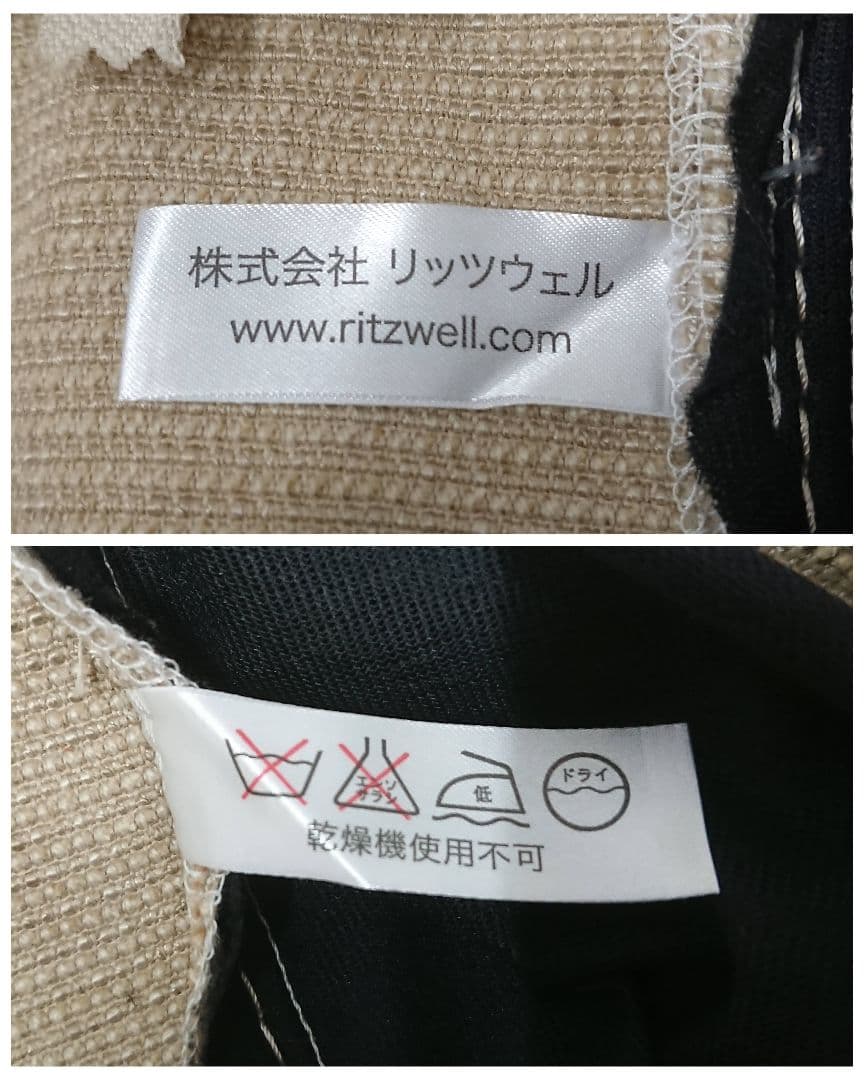 株式会社 リッツウェル
www.ritzwell.com
エンソ
サラシ
低
ドライ
乾燥機使用不可